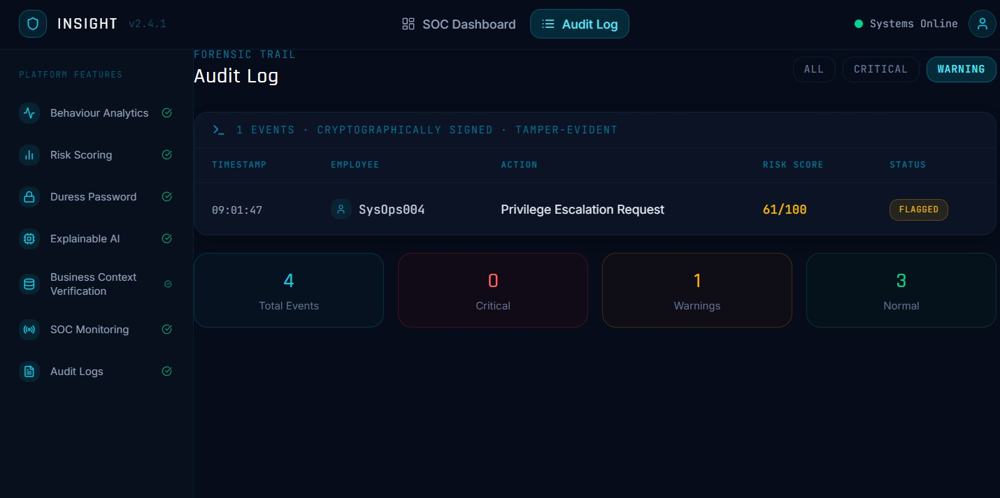 INSIGHT v2.4.1
SOC Dashboard
Audit Log
Systems Online
PLATFORM FEATURES
Behaviour Analytics
Risk Scoring
Duress Password
Explainable AI
Business Context
Verification
SOC Monitoring
Audit Logs
FORENSIC TRAIL
Audit Log
ALL CRITICAL WARNING
1 EVENTS · CRYPTOGRAPHICALLY SIGNED · TAMPER-EVIDENT
TIMESTAMP EMPLOYEE ACTION RISK SCORE STATUS
09:01:47 SysOps004 Privilege Escalation Request 61/100 FLAGGED
4
Total Events
0
Critical
1
Warnings
3
Normal